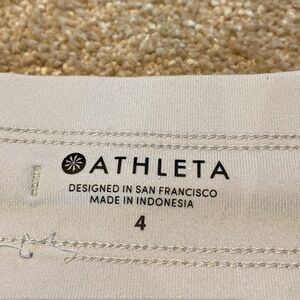 ATHLETA
DESIGNED IN SAN FRANCISCO
MADE IN INDONESIA
4